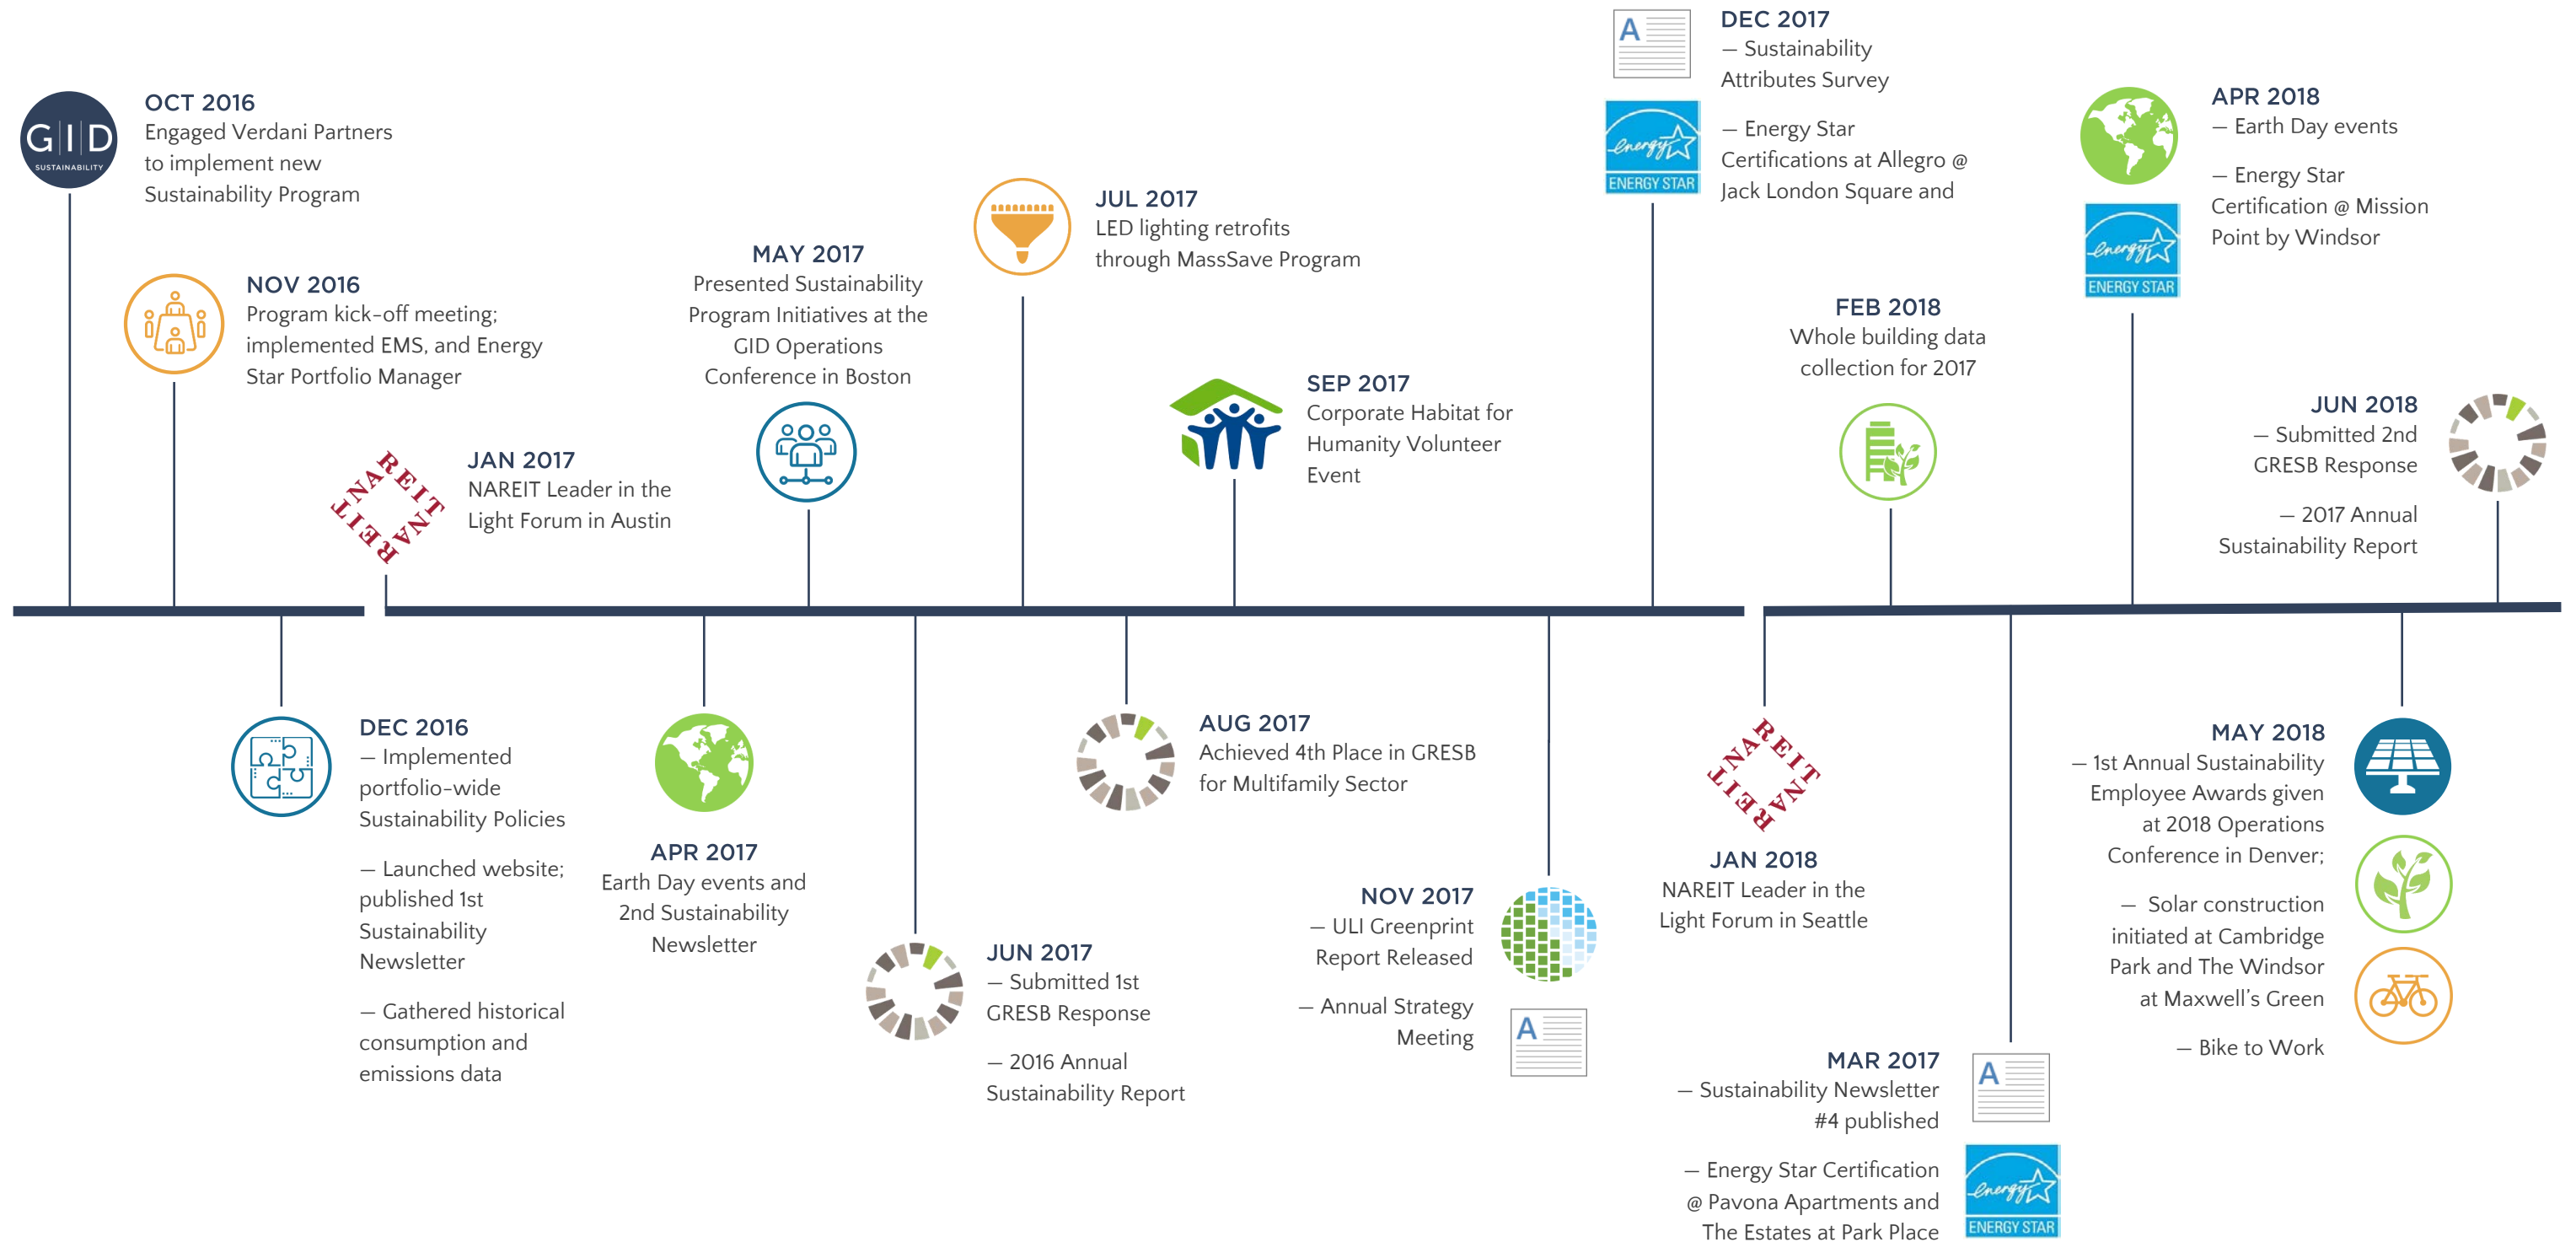 G|I|D
SUSTAINABILITY
OCT 2016
Engaged Verdani Partners
to implement new
Sustainability Program
NOV 2016
Program kick-off meeting;
implemented EMS, and Energy
Star Portfolio Manager
DEC 2016
— Implemented
portfolio-wide
Sustainability Policies
— Launched website;
published 1st
Sustainability
Newsletter
— Gathered historical
consumption and
emissions data
NAREIT
NAREIT
JAN 2017
NAREIT Leader in the
Light Forum in Austin
APR 2017
Earth Day events and
2nd Sustainability
Newsletter
MAY 2017
Presented Sustainability
Program Initiatives at the
GID Operations
Conference in Boston
JUN 2017
— Submitted 1st
GRESB Response
— 2016 Annual
Sustainability Report
JUL 2017
LED lighting retrofits
through MassSave Program
AUG 2017
Achieved 4th Place in GRESB
for Multifamily Sector
SEP 2017
Corporate Habitat for
Humanity Volunteer
Event
NOV 2017
— ULI Greenprint
Report Released
— Annual Strategy
Meeting
A
A
energy
ENERGY STAR
DEC 2017
— Sustainability
Attributes Survey
— Energy Star
Certifications at Allegro @
Jack London Square and
NAREIT
NAREIT
JAN 2018
NAREIT Leader in the
Light Forum in Seattle
FEB 2018
Whole building data
collection for 2017
MAR 2017
— Sustainability Newsletter
#4 published
— Energy Star Certification
@ Pavona Apartments and
The Estates at Park Place
A
energy
ENERGY STAR
energy
ENERGY STAR
APR 2018
— Earth Day events
— Energy Star
Certification @ Mission
Point by Windsor
MAY 2018
— 1st Annual Sustainability
Employee Awards given
at 2018 Operations
Conference in Denver;
— Solar construction
initiated at Cambridge
Park and The Windsor
at Maxwell's Green
— Bike to Work
JUN 2018
— Submitted 2nd
GRESB Response
— 2017 Annual
Sustainability Report